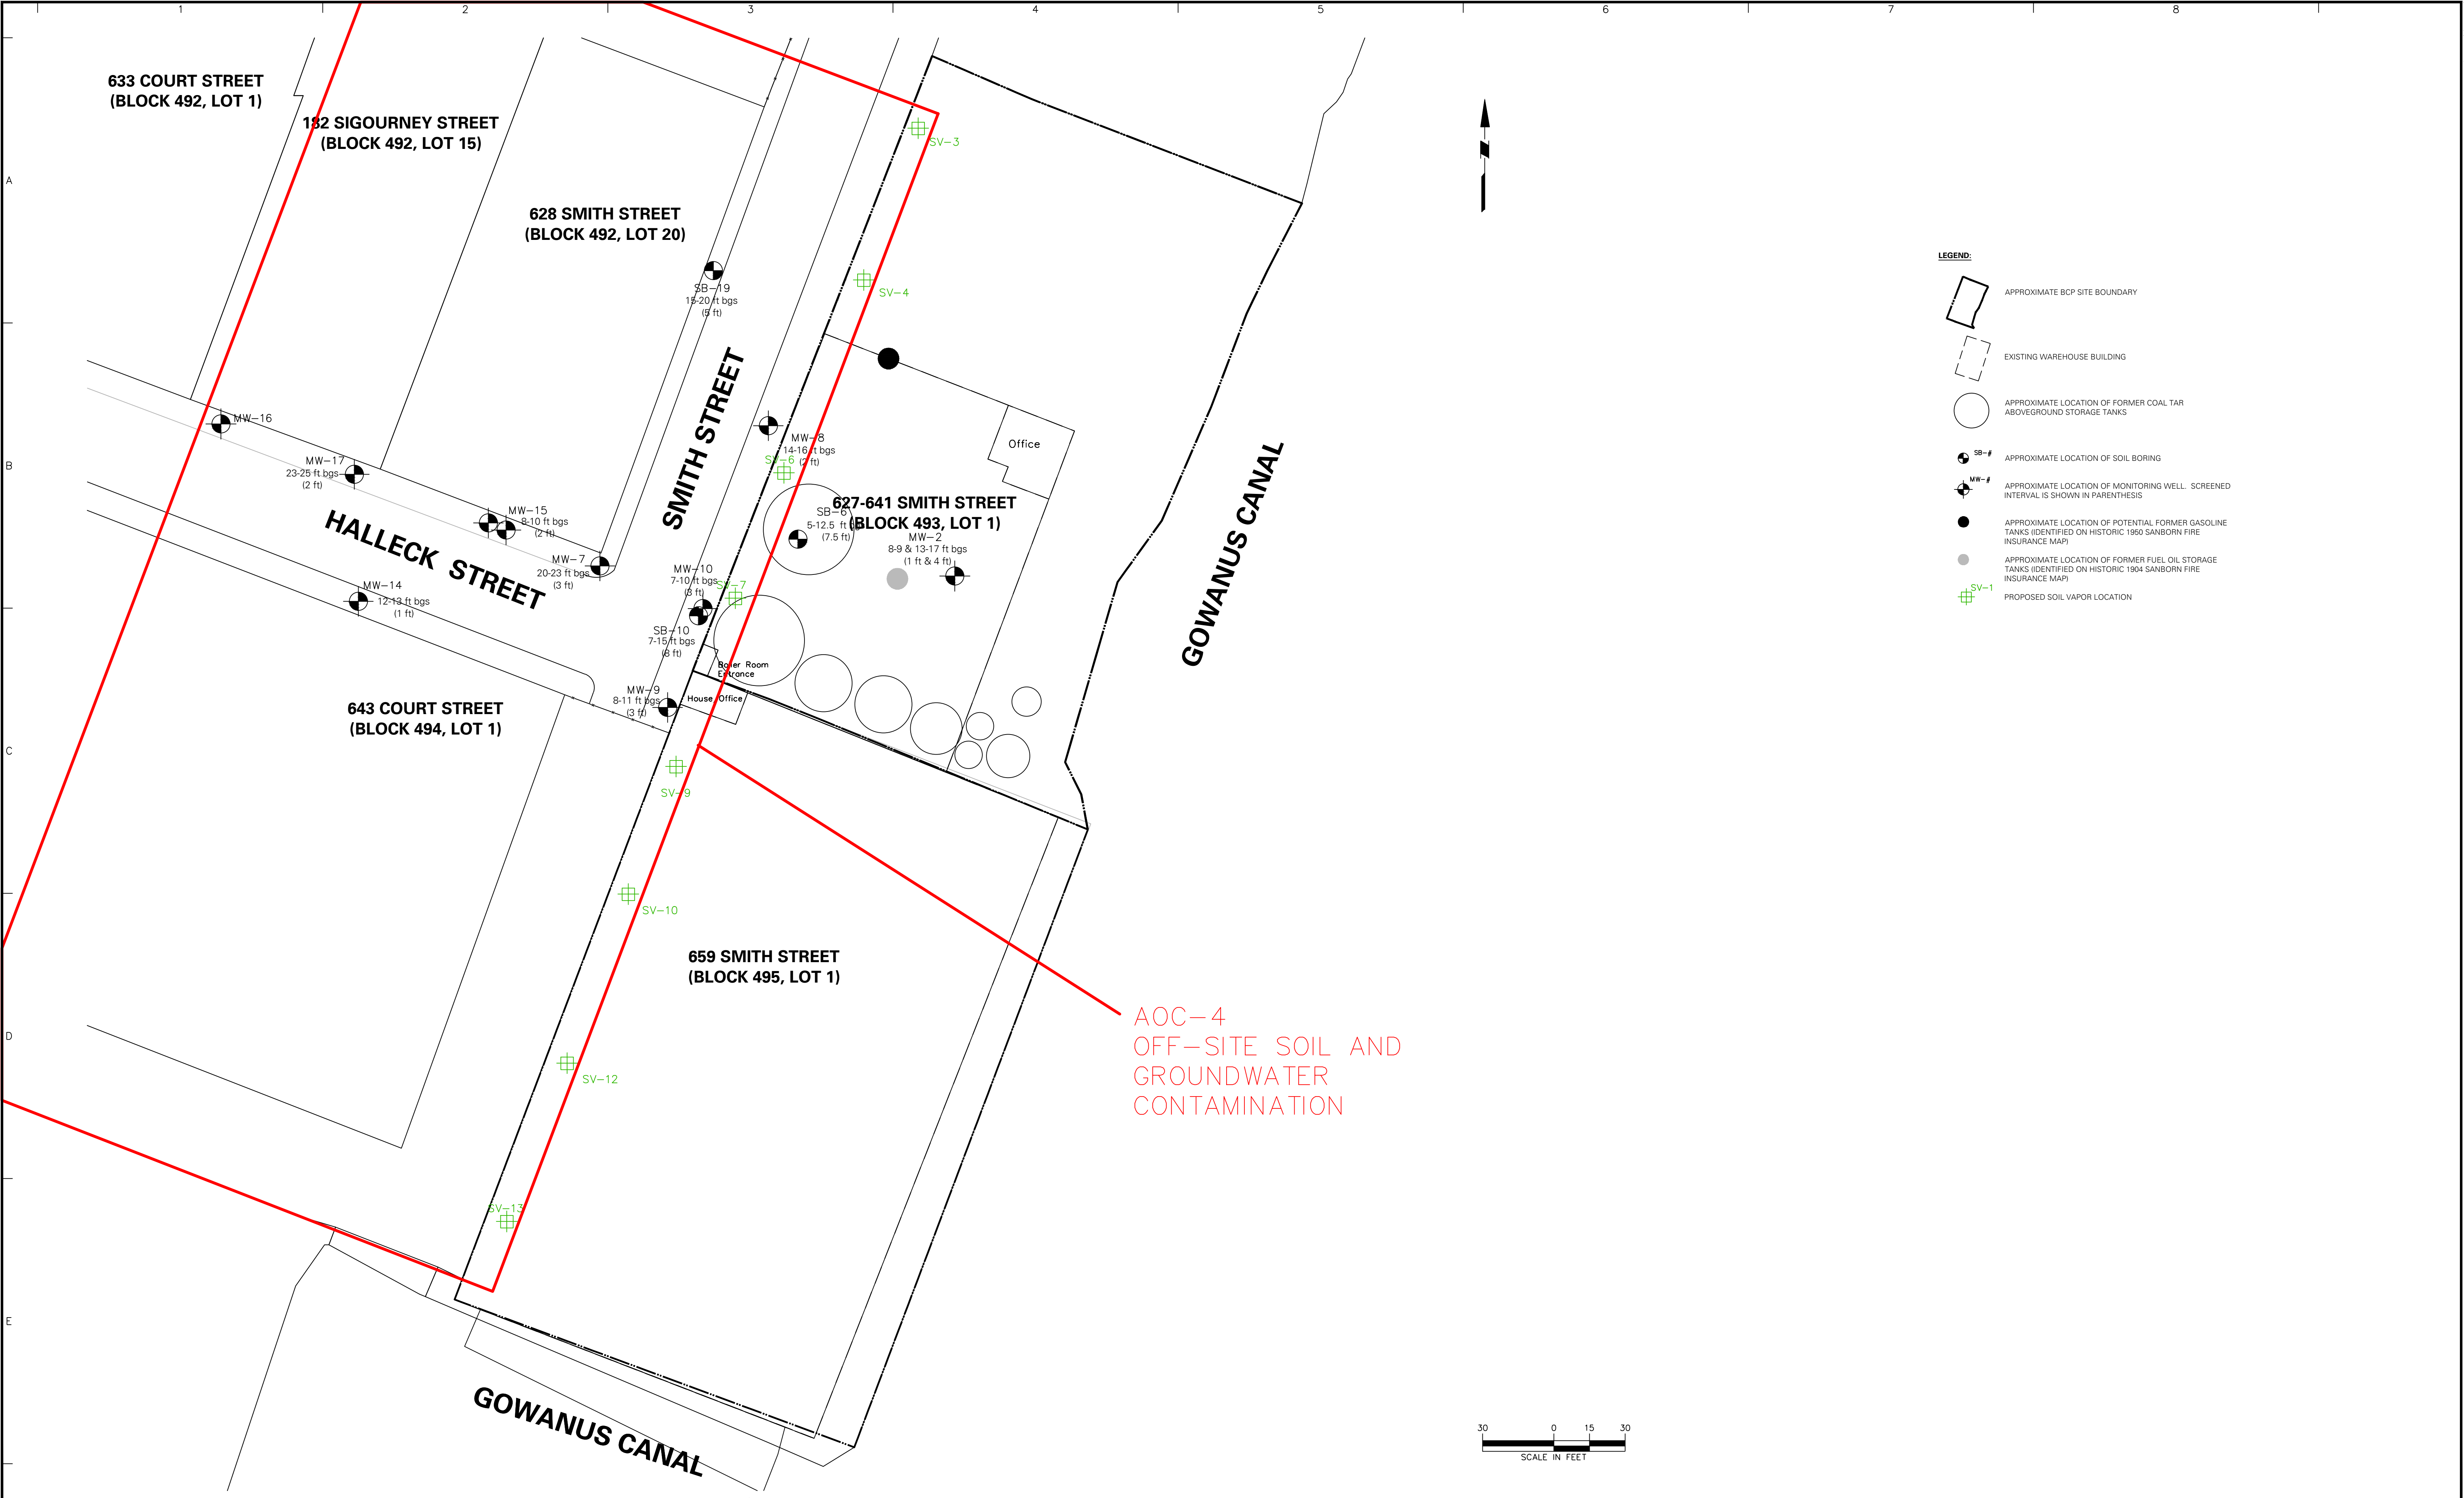 1 2 3 4 5 6 7 8
A
B
C
D
E
633 COURT STREET
(BLOCK 492, LOT 1)
182 SIGOURNEY STREET
(BLOCK 492, LOT 15)
628 SMITH STREET
(BLOCK 492, LOT 20)
SV-3
SV-4
SB-19
15-20 ft bgs
(5 ft)
SMITH STREET
MW-16
MW-17
23-25 ft bgs
(2 ft)
MW-15
8-10 ft bgs
(2 ft)
HALLECK STREET
MW-7
20-23 ft bgs
(3 ft)
MW-14
12-13 ft bgs
(1 ft)
MW-8
14-16 ft bgs
(2 ft)
SV-6
Office
627-641 SMITH STREET
(BLOCK 493, LOT 1)
SB-6
5-12.5 ft bgs
(7.5 ft)
MW-2
8-9 & 13-17 ft bgs
(1 ft & 4 ft)
GOWANUS CANAL
MW-10
7-10 ft bgs
(3 ft)
SV-7
SB-10
7-15 ft bgs
(8 ft)
Boiler Room
Entrance
House Office
MW-9
8-11 ft bgs
(3 ft)
643 COURT STREET
(BLOCK 494, LOT 1)
SV-9
SV-10
659 SMITH STREET
(BLOCK 495, LOT 1)
SV-12
SV-13
AOC-4
OFF-SITE SOIL AND
GROUNDWATER
CONTAMINATION
GOWANUS CANAL
N
LEGEND:
APPROXIMATE BCP SITE BOUNDARY
EXISTING WAREHOUSE BUILDING
APPROXIMATE LOCATION OF FORMER COAL TAR
ABOVEGROUND STORAGE TANKS
SB-# APPROXIMATE LOCATION OF SOIL BORING
MW-# APPROXIMATE LOCATION OF MONITORING WELL. SCREENED
INTERVAL IS SHOWN IN PARENTHESIS
APPROXIMATE LOCATION OF POTENTIAL FORMER GASOLINE
TANKS (IDENTIFIED ON HISTORIC 1950 SANBORN FIRE
INSURANCE MAP)
APPROXIMATE LOCATION OF FORMER FUEL OIL STORAGE
TANKS (IDENTIFIED ON HISTORIC 1904 SANBORN FIRE
INSURANCE MAP)
SV-1 PROPOSED SOIL VAPOR LOCATION
30 0 15 30
SCALE IN FEET